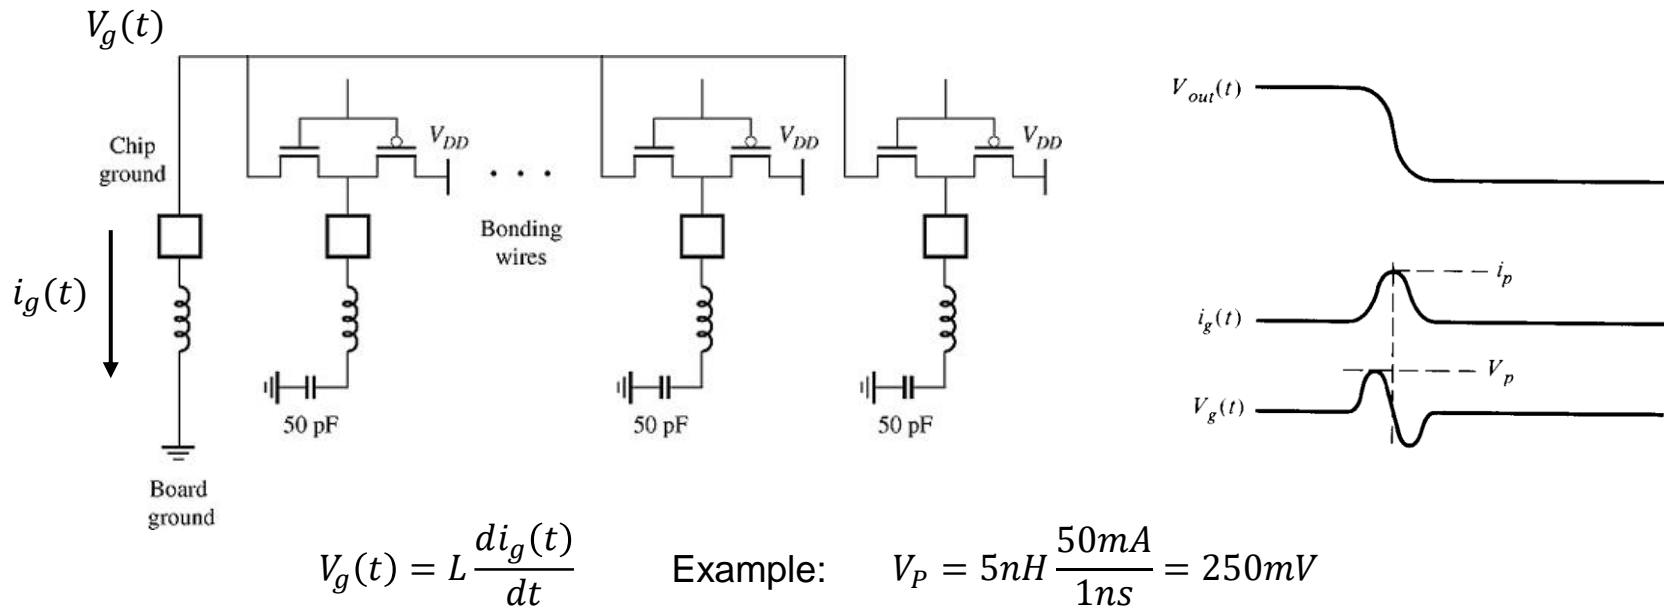 V_g(t)
V_out(t)
Chip
ground
V_DD
V_DD
V_DD
. . .
Bonding
wires
i_g(t)
i_p
i_g(t)
V_p
V_g(t)
50 pF
50 pF
50 pF
Board
ground
V_g(t) = L di_g(t)/dt Example: V_P = 5nH 50mA/1ns = 250mV